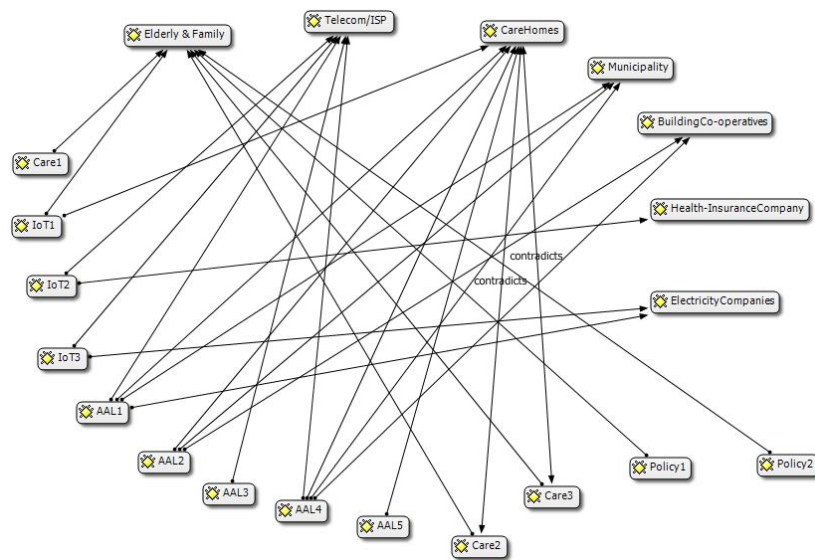 Elderly & Family
Telecom/ISP
CareHomes
Municipality
BuildingCo-operatives
Care1
Health-InsuranceCompany
IoT1
contradicts
IoT2
contradicts
ElectricityCompanies
IoT3
AAL1
AAL2
Policy1
Policy2
AAL3
Care3
AAL4
AAL5
Care2